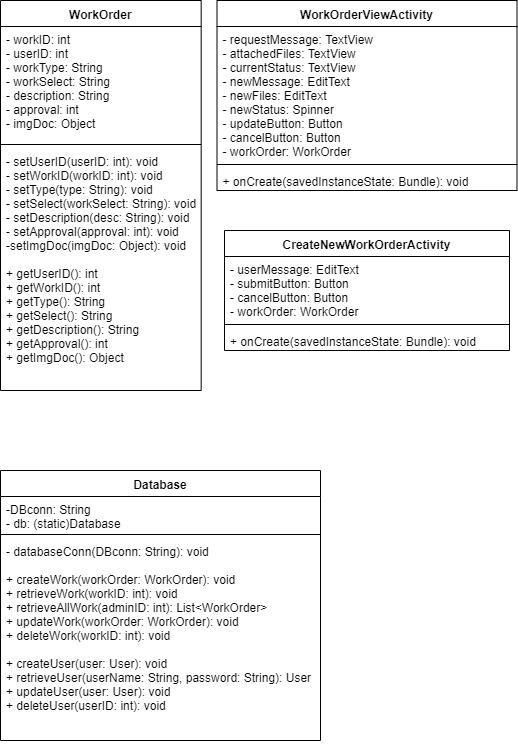 WorkOrder
- workID: int
- userID: int
- workType: String
- workSelect: String
- description: String
- approval: int
- imgDoc: Object
- setUserID(userID: int): void
- setWorkID(workID: int): void
- setType(type: String): void
- setSelect(workSelect: String): void
- setDescription(desc: String): void
- setApproval(approval: int): void
-setImgDoc(imgDoc: Object): void
+ getUserID(): int
+ getWorkID(): int
+ getType(): String
+ getSelect(): String
+ getDescription(): String
+ getApproval(): int
+ getImgDoc(): Object
WorkOrderViewActivity
- requestMessage: TextView
- attachedFiles: TextView
- currentStatus: TextView
- newMessage: EditText
- newFiles: EditText
- newStatus: Spinner
- updateButton: Button
- cancelButton: Button
- workOrder: WorkOrder
+ onCreate(savedInstanceState: Bundle): void
CreateNewWorkOrderActivity
- userMessage: EditText
- submitButton: Button
- cancelButton: Button
- workOrder: WorkOrder
+ onCreate(savedInstanceState: Bundle): void
Database
-DBconn: String
- db: (static)Database
- databaseConn(DBconn: String): void
+ createWork(workOrder: WorkOrder): void
+ retrieveWork(workID: int): void
+ retrieveAllWork(adminID: int): List<WorkOrder>
+ updateWork(workOrder: WorkOrder): void
+ deleteWork(workID: int): void
+ createUser(user: User): void
+ retrieveUser(userName: String, password: String): User
+ updateUser(user: User): void
+ deleteUser(userID: int): void